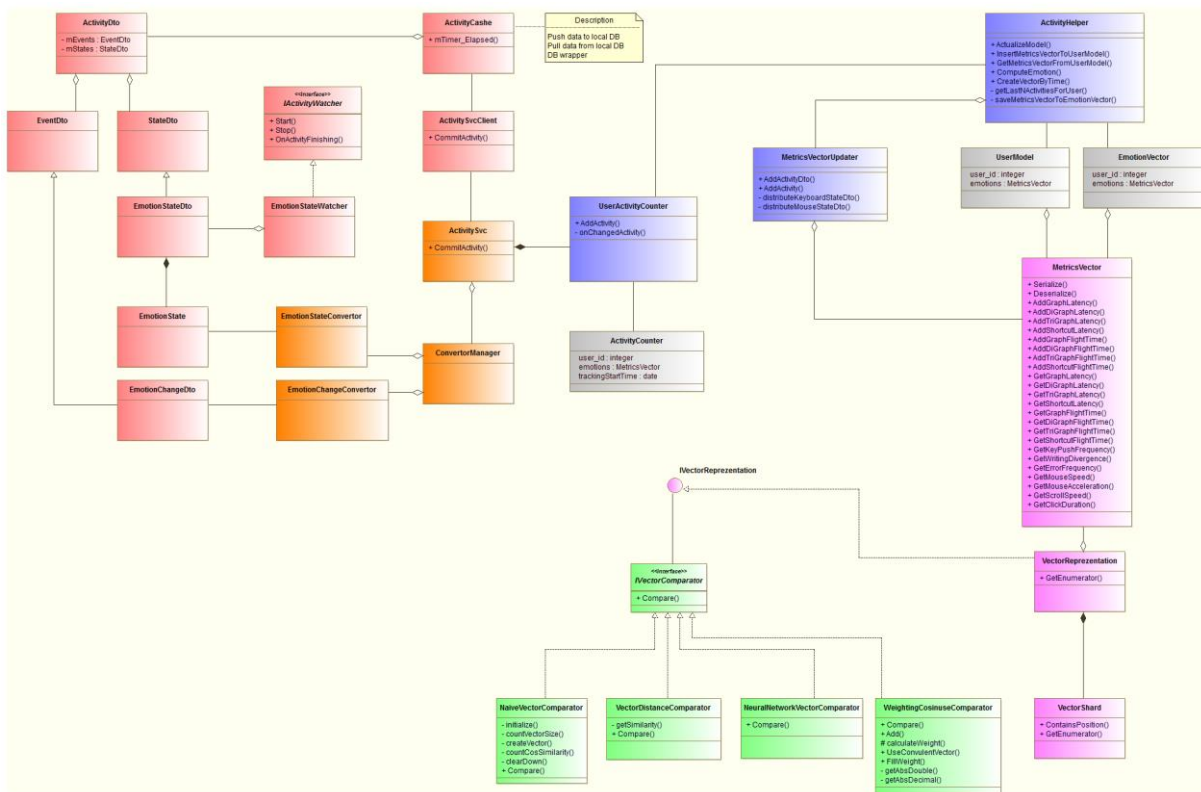 ActivityDto
- mEvents : EventDto
- mStates : StateDto
ActivityCashe
+ mTimer_Elapsed()
Description
Push data to local DB
Pull data from local DB
DB wrapper
ActivityHelper
+ ActualizeModel()
+ InsertMetricsVectorToUserModel()
+ GetMetricsVectorFromUserModel()
+ ComputeEmotion()
+ CreateVectorByTime()
- getLastNActivitiesForUser()
- saveMetricsVectorToEmotionVector()
EventDto
StateDto
<<Interface>>
IActivityWatcher
+ Start()
+ Stop()
+ OnActivityFinishing()
ActivitySvcClient
+ CommitActivity()
MetricsVectorUpdater
+ AddActivityDto()
+ AddActivity()
- distributeKeyboardStateDto()
- distributeMouseStateDto()
UserModel
user_id : integer
emotions : MetricsVector
EmotionVector
user_id : integer
emotions : MetricsVector
EmotionStateDto
EmotionStateWatcher
ActivitySvc
+ CommitActivity()
UserActivityCounter
+ AddActivity()
- onChangedActivity()
MetricsVector
+ Serialize()
+ Deserialize()
+ AddGraphLatency()
+ AddDiGraphLatency()
+ AddTriGraphLatency()
+ AddShortcutLatency()
+ AddGraphFlightTime()
+ AddDiGraphFlightTime()
+ AddTriGraphFlightTime()
+ AddShortcutFlightTime()
+ GetGraphLatency()
+ GetDiGraphLatency()
+ GetTriGraphLatency()
+ GetShortcutLatency()
+ GetGraphFlightTime()
+ GetDiGraphFlightTime()
+ GetTriGraphFlightTime()
+ GetShortcutFlightTime()
+ GetKeyPushFrequency()
+ GetWritingDivergence()
+ GetErrorFrequency()
+ GetMouseSpeed()
+ GetMouseAcceleration()
+ GetScrollSpeed()
+ GetClickDuration()
EmotionState
EmotionStateConvertor
ConvertorManager
ActivityCounter
user_id : integer
emotions : MetricsVector
trackingStartTime : date
EmotionChangeDto
EmotionChangeConvertor
IVectorReprezentation
<<Interface>>
IVectorComparator
+ Compare()
VectorReprezentation
+ GetEnumerator()
NaiveVectorComparator
- initialize()
- countVectorSize()
- createVector()
- countCosSimilarity()
- clearDown()
+ Compare()
VectorDistanceComparator
- getSimilarity()
+ Compare()
NeuralNetworkVectorComparator
+ Compare()
WeightingCosinuseComparator
+ Compare()
+ Add()
# calculateWeight()
+ UseConvulentVector()
+ FillWeight()
- getAbsDouble()
- getAbsDecimal()
VectorShard
+ ContainsPosition()
+ GetEnumerator()